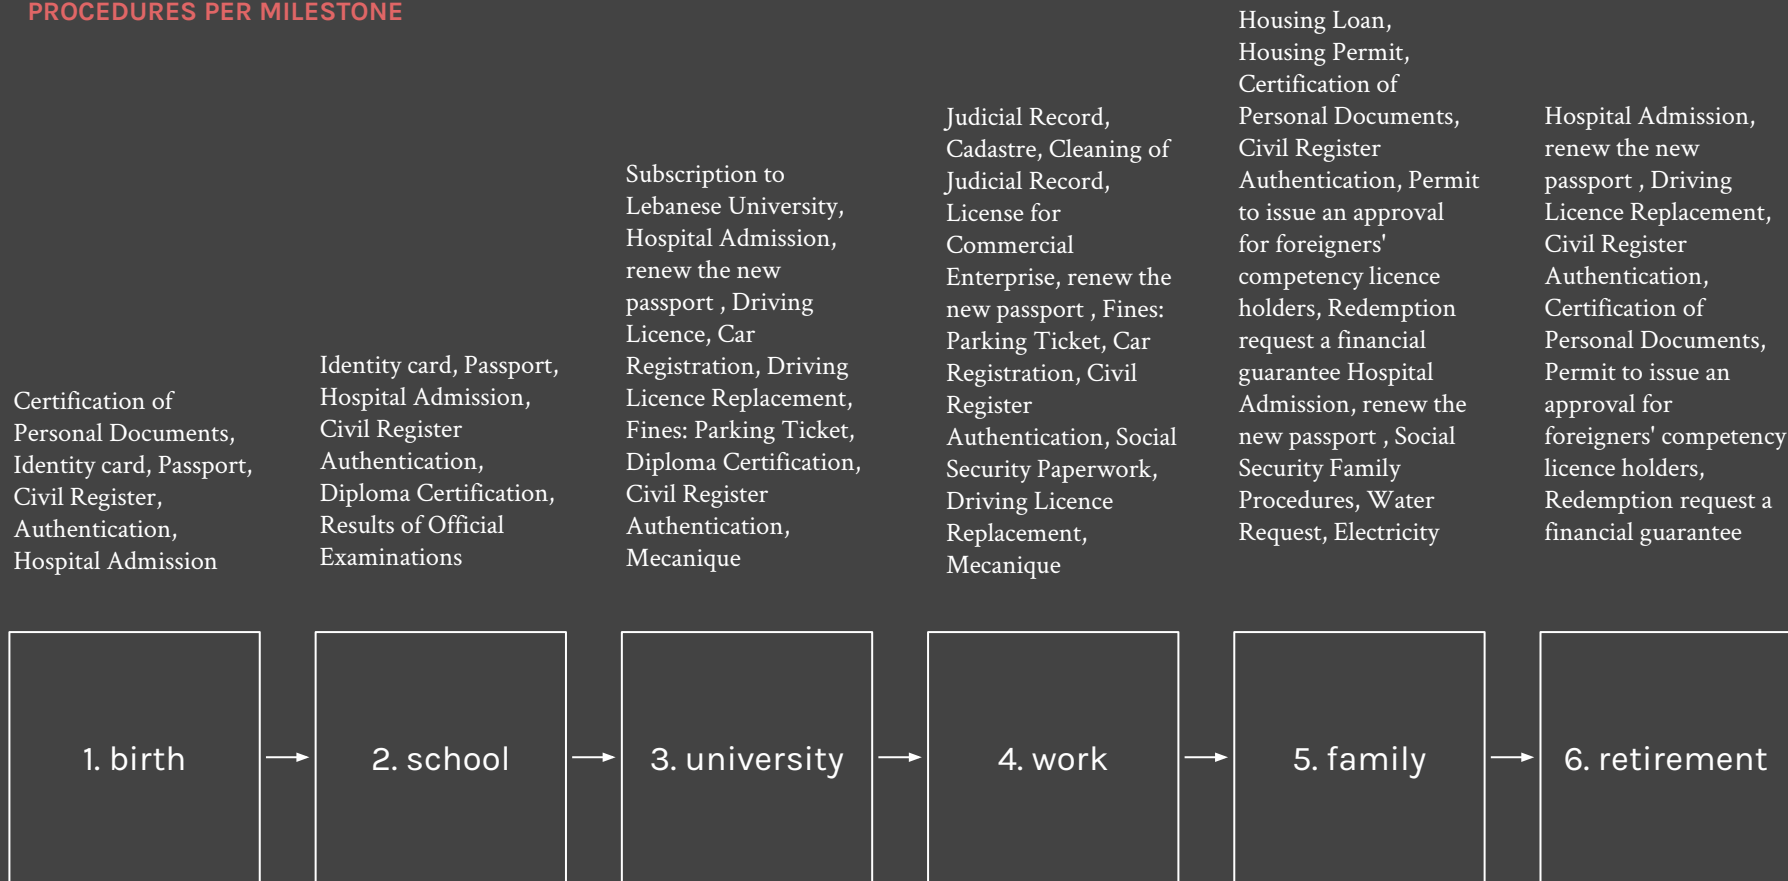 PROCEDURES PER MILESTONE
Certification of
Personal Documents,
Identity card, Passport,
Civil Register,
Authentication,
Hospital Admission
Identity card, Passport,
Hospital Admission,
Civil Register
Authentication,
Diploma Certification,
Results of Official
Examinations
Subscription to
Lebanese University,
Hospital Admission,
renew the new
passport , Driving
Licence, Car
Registration, Driving
Licence Replacement,
Fines: Parking Ticket,
Diploma Certification,
Civil Register
Authentication,
Mecanique
Judicial Record,
Cadastre, Cleaning of
Judicial Record,
License for
Commercial
Enterprise, renew the
new passport , Fines:
Parking Ticket, Car
Registration, Civil
Register
Authentication, Social
Security Paperwork,
Driving Licence
Replacement,
Mecanique
Housing Loan,
Housing Permit,
Certification of
Personal Documents,
Civil Register
Authentication, Permit
to issue an approval
for foreigners'
competency licence
holders, Redemption
request a financial
guarantee Hospital
Admission, renew the
new passport , Social
Security Family
Procedures, Water
Request, Electricity
Hospital Admission,
renew the new
passport , Driving
Licence Replacement,
Civil Register
Authentication,
Certification of
Personal Documents,
Permit to issue an
approval for
foreigners' competency
licence holders,
Redemption request a
financial guarantee
1. birth
2. school
3. university
4. work
5. family
6. retirement